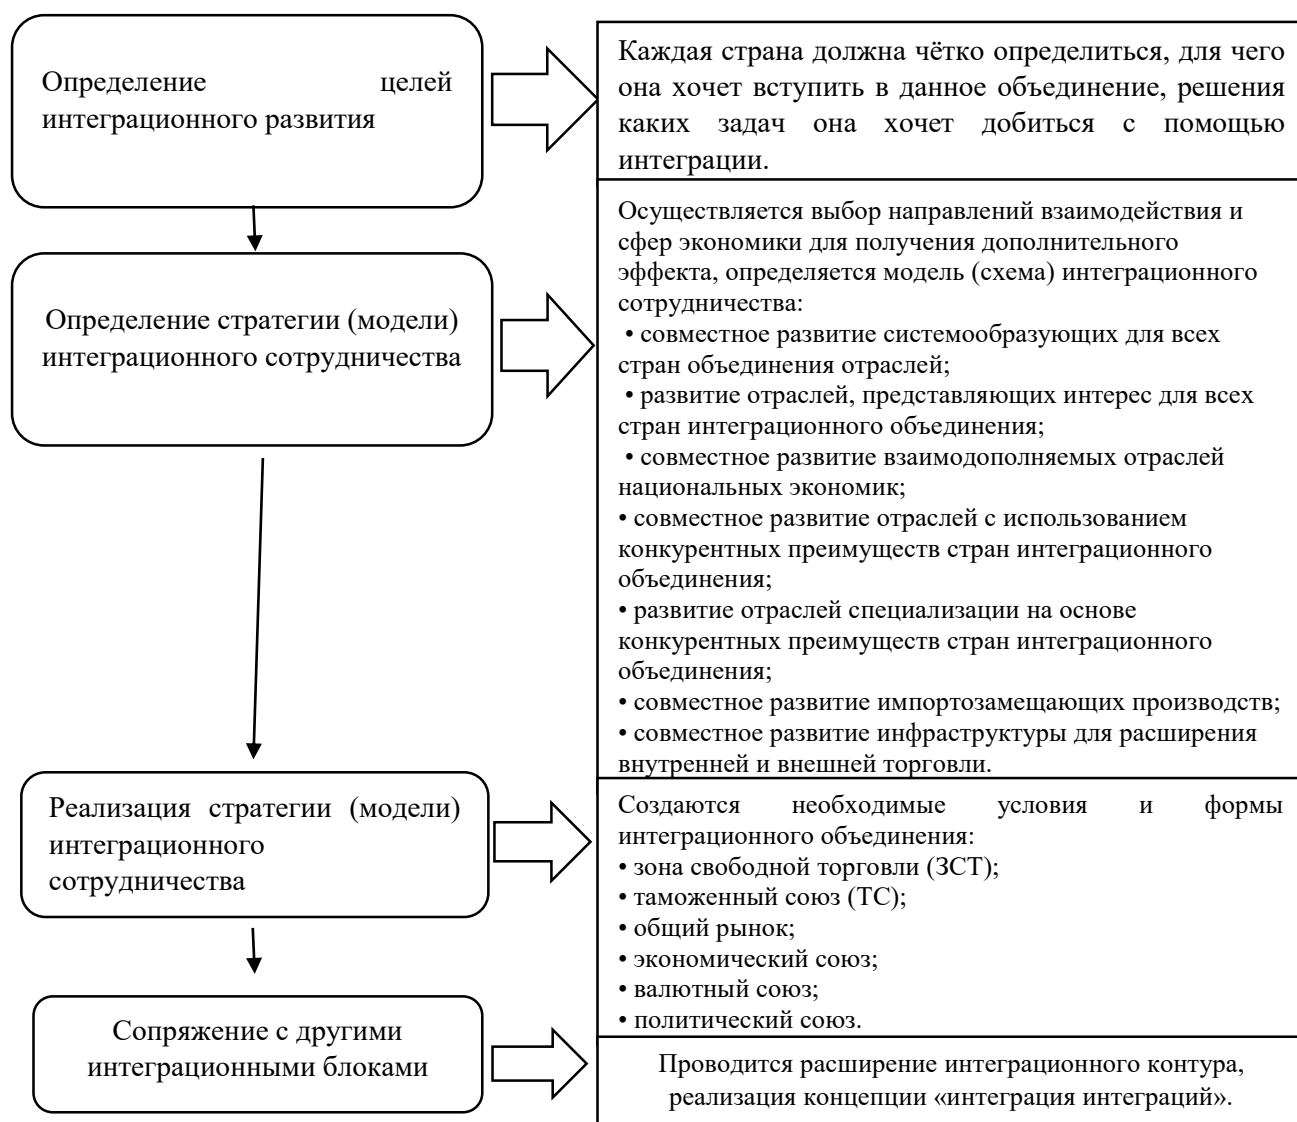 Определение целей
интеграционного развития
Каждая страна должна чётко определиться, для чего
она хочет вступить в данное объединение, решения
каких задач она хочет добиться с помощью
интеграции.
Определение стратегии (модели)
интеграционного сотрудничества
Осуществляется выбор направлений взаимодействия и
сфер экономики для получения дополнительного
эффекта, определяется модель (схема) интеграционного
сотрудничества:
• совместное развитие системообразующих для всех
стран объединения отраслей;
• развитие отраслей, представляющих интерес для всех
стран интеграционного объединения;
• совместное развитие взаимодополняемых отраслей
национальных экономик;
• совместное развитие отраслей с использованием
конкурентных преимуществ стран интеграционного
объединения;
• развитие отраслей специализации на основе
конкурентных преимуществ стран интеграционного
объединения;
• совместное развитие импортозамещающих производств;
• совместное развитие инфраструктуры для расширения
внутренней и внешней торговли.
Реализация стратегии (модели)
интеграционного
сотрудничества
Создаются необходимые условия и формы
интеграционного объединения:
• зона свободной торговли (ЗСТ);
• таможенный союз (ТС);
• общий рынок;
• экономический союз;
• валютный союз;
• политический союз.
Сопряжение с другими
интеграционными блоками
Проводится расширение интеграционного контура,
реализация концепции «интеграция интеграций».